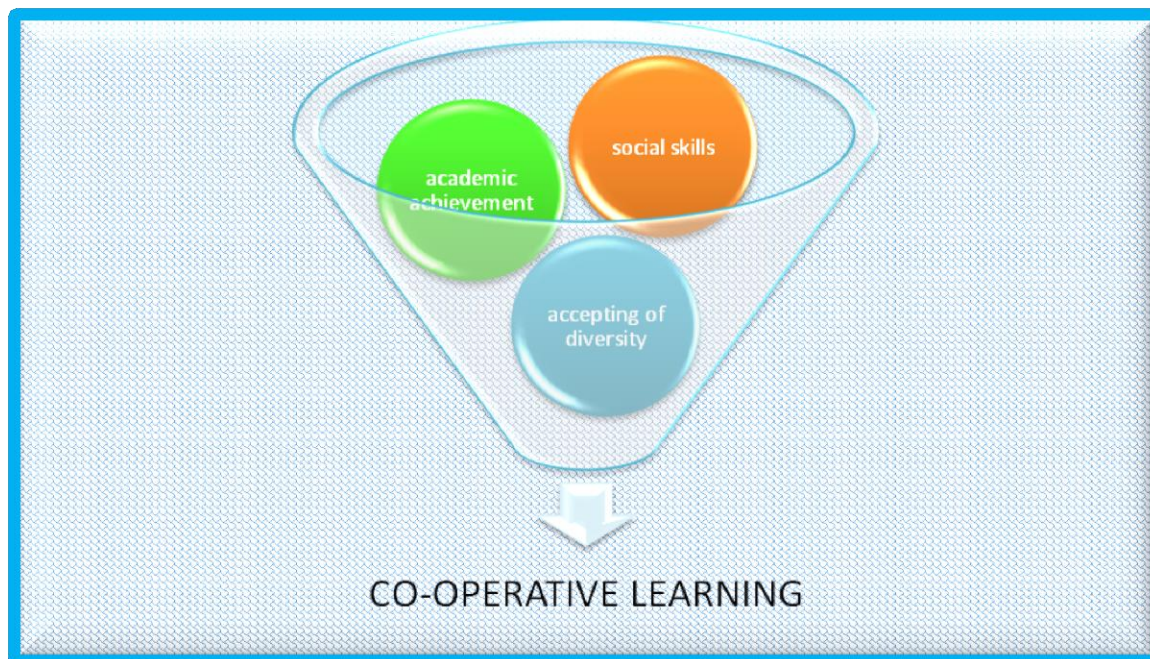 social skills
academic
achievement
accepting of
diversity
CO-OPERATIVE LEARNING